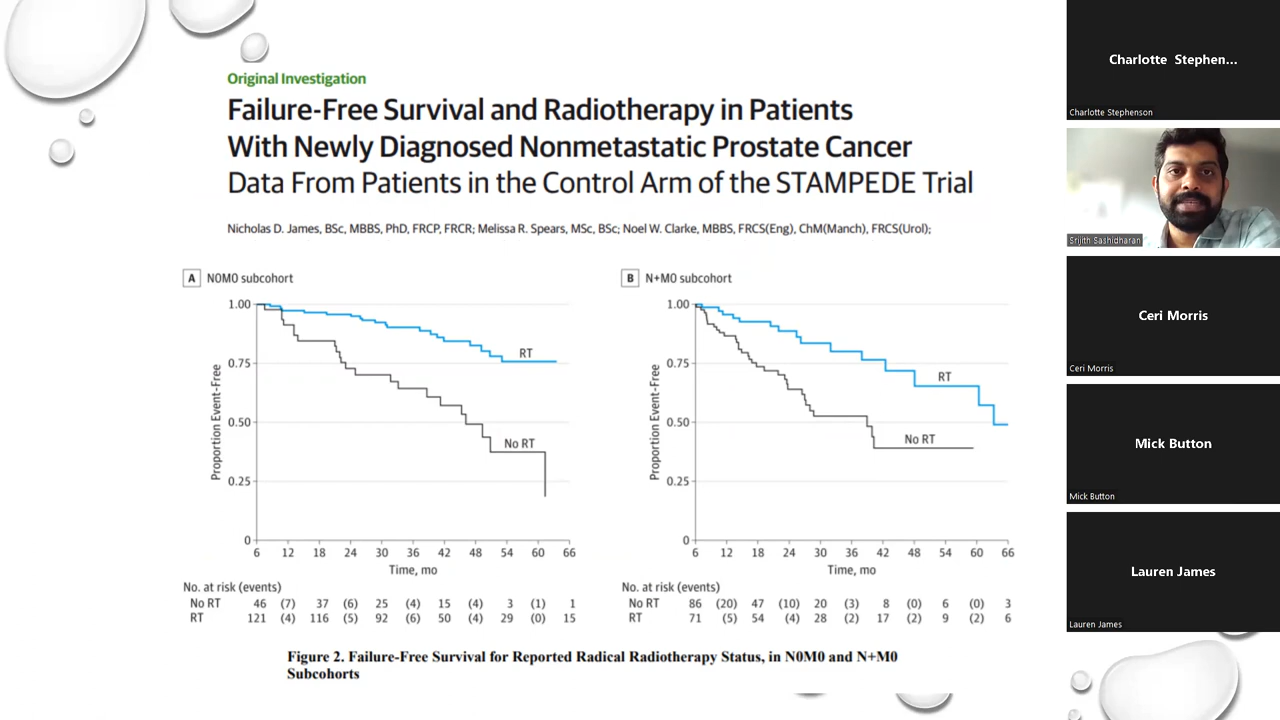 Original Investigation
Failure-Free Survival and Radiotherapy in Patients
With Newly Diagnosed Nonmetastatic Prostate Cancer
Data From Patients in the Control Arm of the STAMPEDE Trial
Nicholas D. James, BSc, MBBS, PhD, FRCP, FRCR; Melissa R. Spears, MSc, BSc; Noel W. Clarke, MBBS, FRCS(Eng), ChM(Manch), FRCS(Urol);
A N0M0 subcohort
1.00
0.75
0.50
0.25
0
Proportion Event-Free
RT
No RT
6 12 18 24 30 36 42 48 54 60 66
Time, mo
No. at risk (events)
No RT 46 (7) 37 (6) 25 (4) 15 (4) 3 (1) 1
RT 121 (4) 116 (5) 92 (6) 50 (4) 29 (0) 15
B N+M0 subcohort
1.00
0.75
0.50
0.25
0
Proportion Event-Free
RT
No RT
6 12 18 24 30 36 42 48 54 60 66
Time, mo
No. at risk (events)
No RT 86 (20) 47 (10) 20 (3) 8 (0) 6 (0) 3
RT 71 (5) 54 (4) 28 (2) 17 (2) 9 (2) 6
Figure 2. Failure-Free Survival for Reported Radical Radiotherapy Status, in N0M0 and N+M0
Subcohorts
Charlotte Stephen...
Charlotte Stephenson
Srijith Sashidharan
Ceri Morris
Ceri Morris
Mick Button
Mick Button
Lauren James
Lauren James